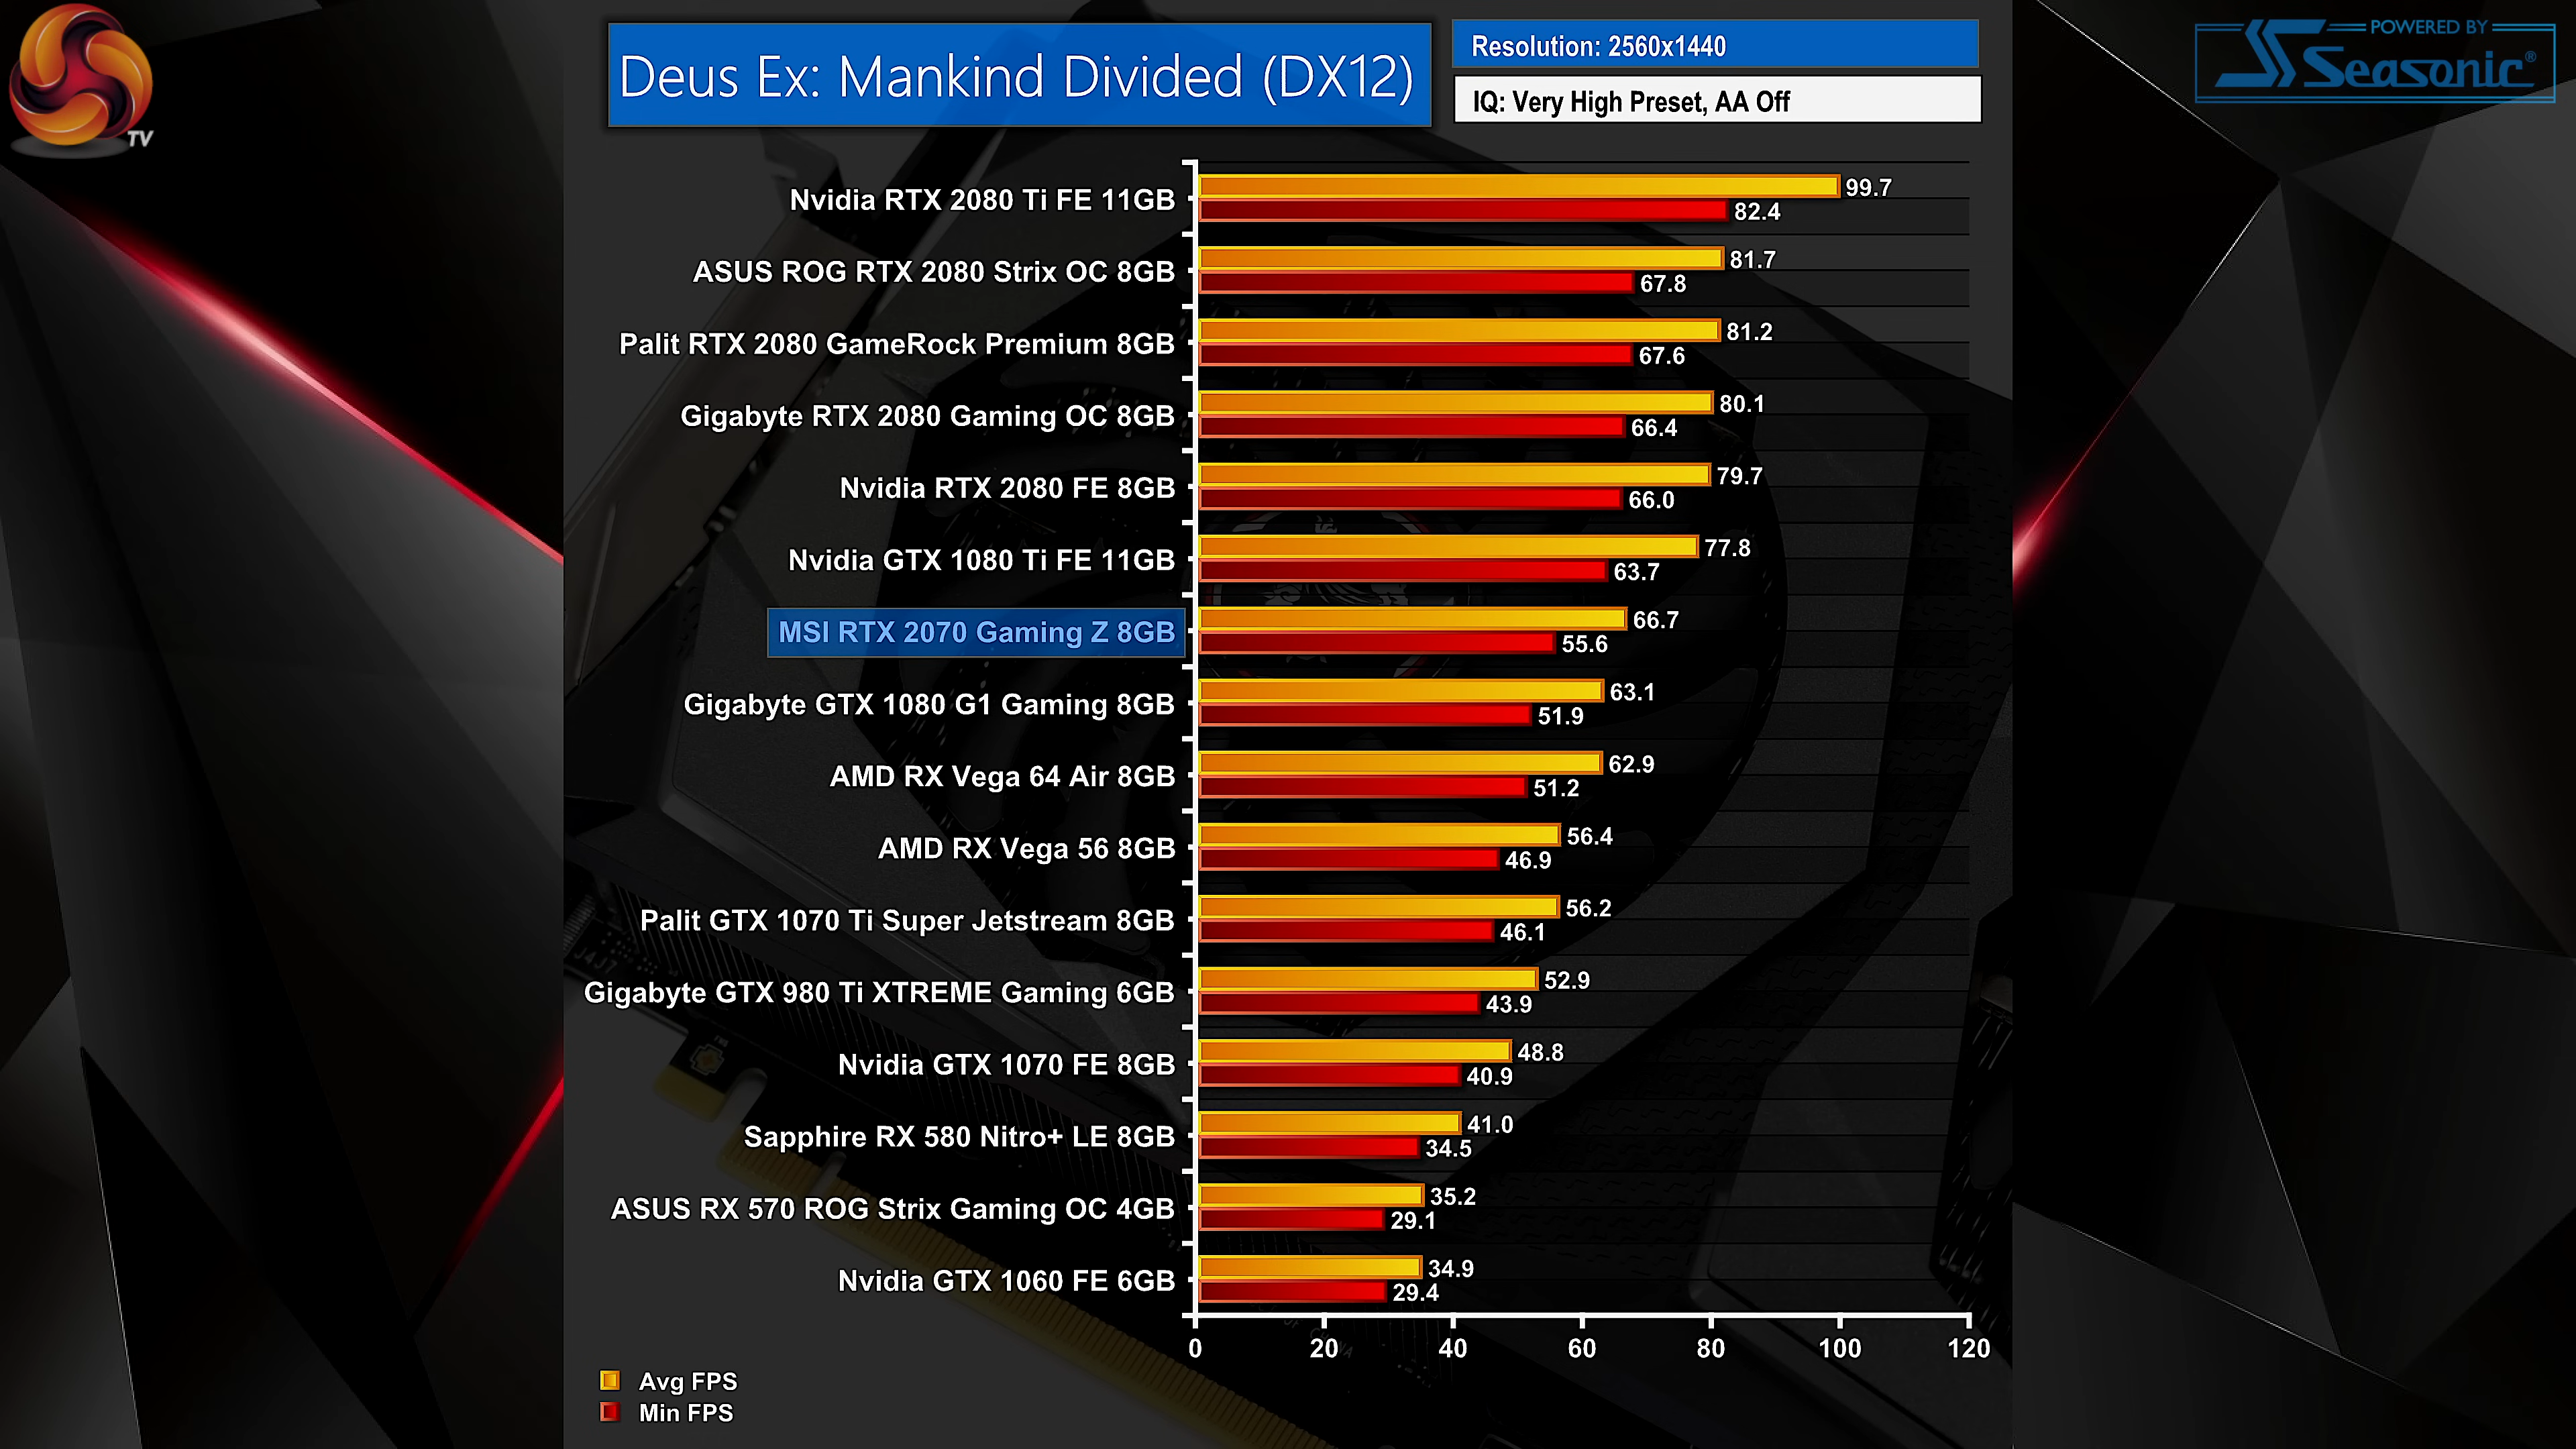 TV
Deus Ex: Mankind Divided (DX12)
Resolution: 2560x1440
IQ: Very High Preset, AA Off
POWERED BY
Seasonic®
Nvidia RTX 2080 Ti FE 11GB
99.7
82.4
ASUS ROG RTX 2080 Strix OC 8GB
81.7
67.8
Palit RTX 2080 GameRock Premium 8GB
81.2
67.6
Gigabyte RTX 2080 Gaming OC 8GB
80.1
66.4
Nvidia RTX 2080 FE 8GB
79.7
66.0
Nvidia GTX 1080 Ti FE 11GB
77.8
63.7
MSI RTX 2070 Gaming Z 8GB
66.7
55.6
Gigabyte GTX 1080 G1 Gaming 8GB
63.1
51.9
AMD RX Vega 64 Air 8GB
62.9
51.2
AMD RX Vega 56 8GB
56.4
46.9
Palit GTX 1070 Ti Super Jetstream 8GB
56.2
46.1
J4J7
Gigabyte GTX 980 Ti XTREME Gaming 6GB
52.9
43.9
Nvidia GTX 1070 FE 8GB
48.8
40.9
Sapphire RX 580 Nitro+ LE 8GB
41.0
34.5
ASUS RX 570 ROG Strix Gaming OC 4GB
35.2
29.1
Nvidia GTX 1060 FE 6GB
34.9
29.4
0 20 40 60 80 100 120
Avg FPS
Min FPS